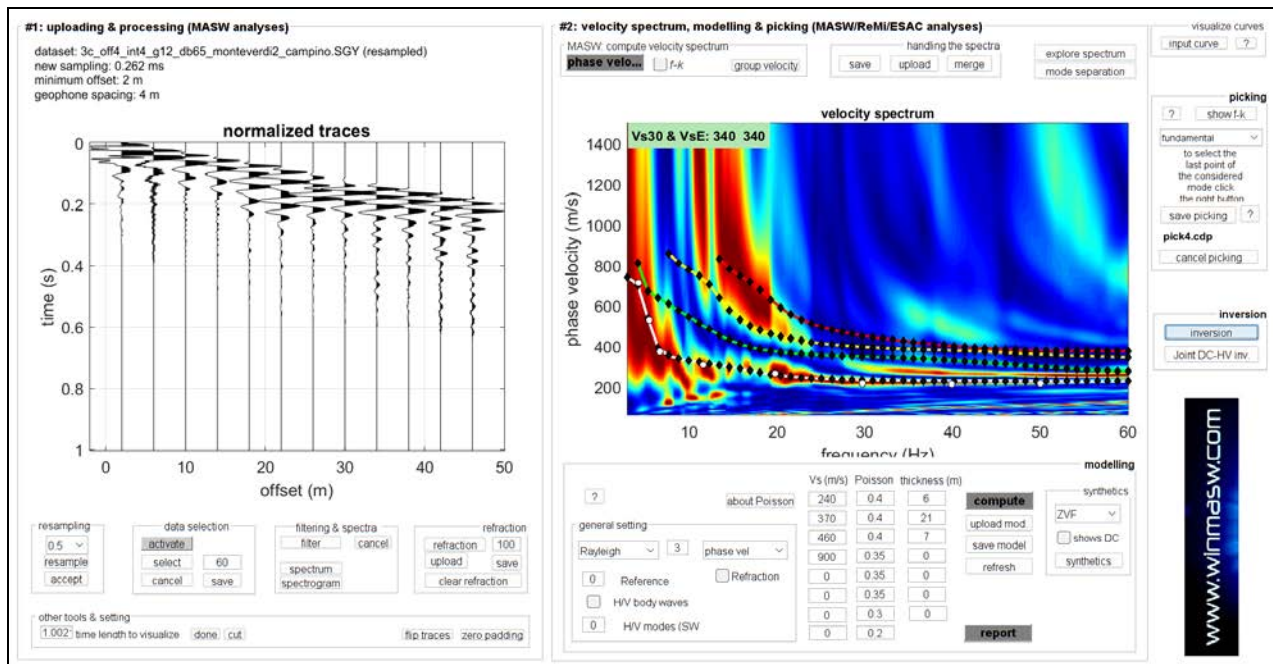 #1: uploading & processing (MASW analyses)
dataset: 3c_off4_int4_g12_db65_monteverdi2_campino.SGY (resampled)
new sampling: 0.262 ms
minimum offset: 2 m
geophone spacing: 4 m
normalized traces
0
0.2
0.4
0.6
0.8
1
time (s)
0 10 20 30 40 50
offset (m)
resampling
0.5
resample
accept
data selection
activate
select 60
cancel save
filtering & spectra
filter cancel
spectrum
spectrogram
refraction
refraction 100
upload save
clear refraction
other tools & setting
1.002 time length to visualize done cut flip traces zero padding
#2: velocity spectrum, modelling & picking (MASW/ReMi/ESAC analyses)
MASW: compute velocity spectrum
phase velo... f-k group velocity
handling the spectra
save upload merge
explore spectrum
mode separation
velocity spectrum
Vs30 & VsE: 340 340
1400
1200
1000
800
600
400
200
phase velocity (m/s)
10 20 30 40 50 60
frequency (Hz)
modelling
?
about Poisson
general setting
Rayleigh 3 phase vel
0 Reference Refraction
H/V body waves
0 H/V modes (SW
Vs (m/s) Poisson thickness (m)
240 0.4 6
370 0.4 21
460 0.4 7
900 0.35 0
0 0.35 0
0 0.35 0
0 0.3 0
0 0.2
compute
upload mod.
save model
refresh
report
synthetics
ZVF
shows DC
synthetics
visualize curves
input curve ?
picking
? show f-k
fundamental
to select the
last point of
the considered
mode click
the right button
save picking ?
pick4.cdp
cancel picking
inversion
inversion
Joint DC-HV inv.
www.winmasw.com